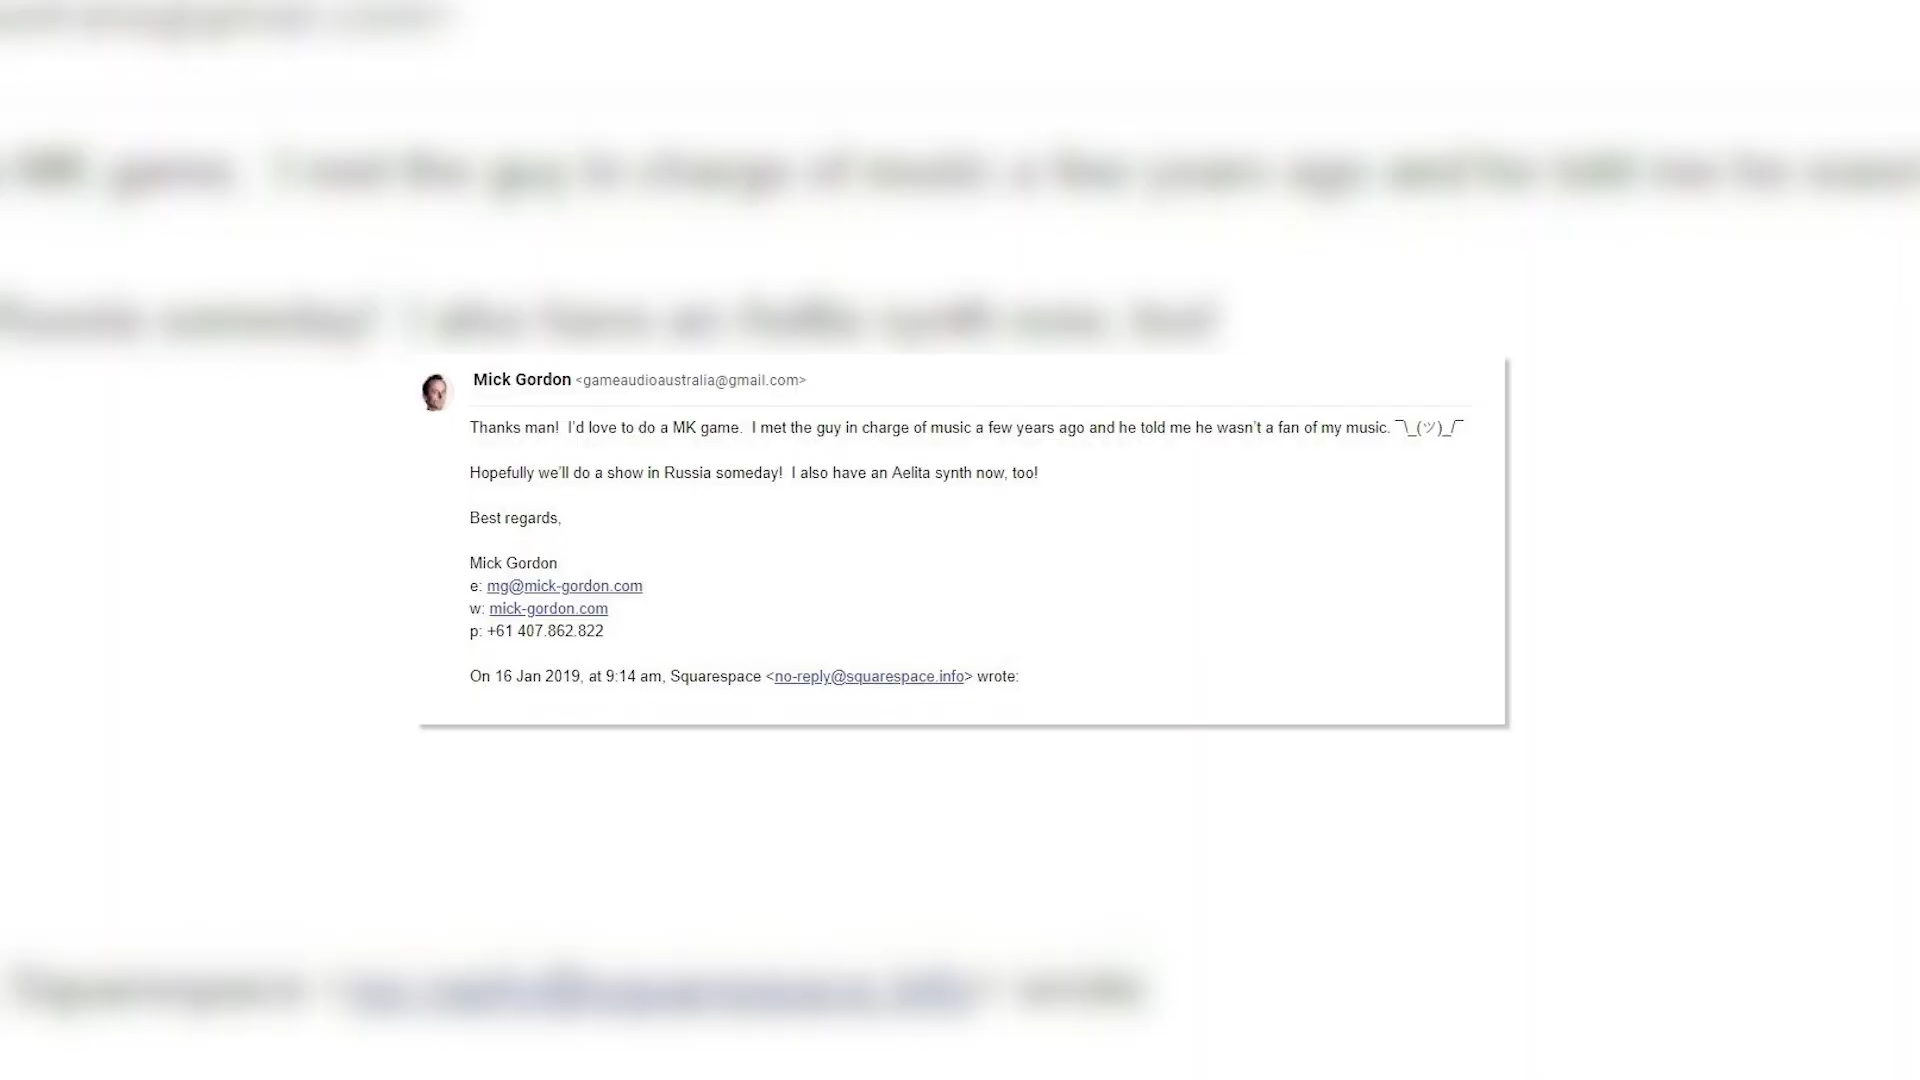 Mick Gordon <gameaudioaustralia@gmail.com>
Thanks man!  I'd love to do a MK game.  I met the guy in charge of music a few years ago and he told me he wasn't a fan of my music. ¯\_(ツ)_/¯
Hopefully we'll do a show in Russia someday!  I also have an Aelita synth now, too!
Best regards,
Mick Gordon
e: mg@mick-gordon.com
w: mick-gordon.com
p: +61 407.862.822
On 16 Jan 2019, at 9:14 am, Squarespace <no-reply@squarespace.info> wrote: